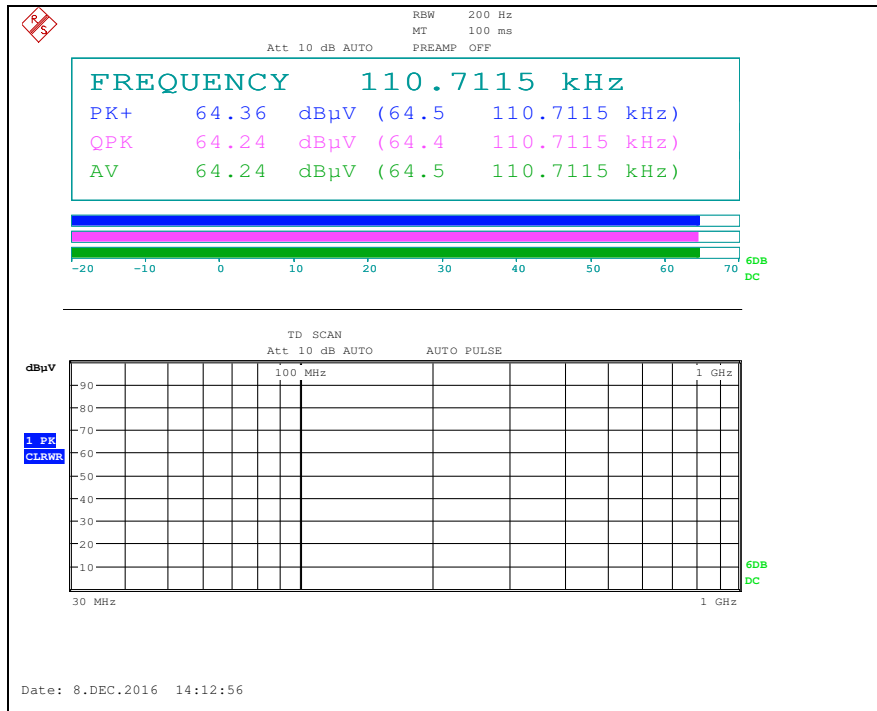 R S
RBW 200 Hz
MT 100 ms
Att 10 dB AUTO PREAMP OFF
FREQUENCY 110.7115 kHz
PK+ 64.36 dBµV (64.5 110.7115 kHz)
QPK 64.24 dBµV (64.4 110.7115 kHz)
AV 64.24 dBµV (64.5 110.7115 kHz)
-20 -10 0 10 20 30 40 50 60 70
6DB
DC
TD SCAN
Att 10 dB AUTO AUTO PULSE
dBµV
100 MHz 1 GHz
90
80
70
1 PK
CLRWR
60
50
40
30
20
10
6DB
DC
30 MHz 1 GHz
Date: 8.DEC.2016 14:12:56